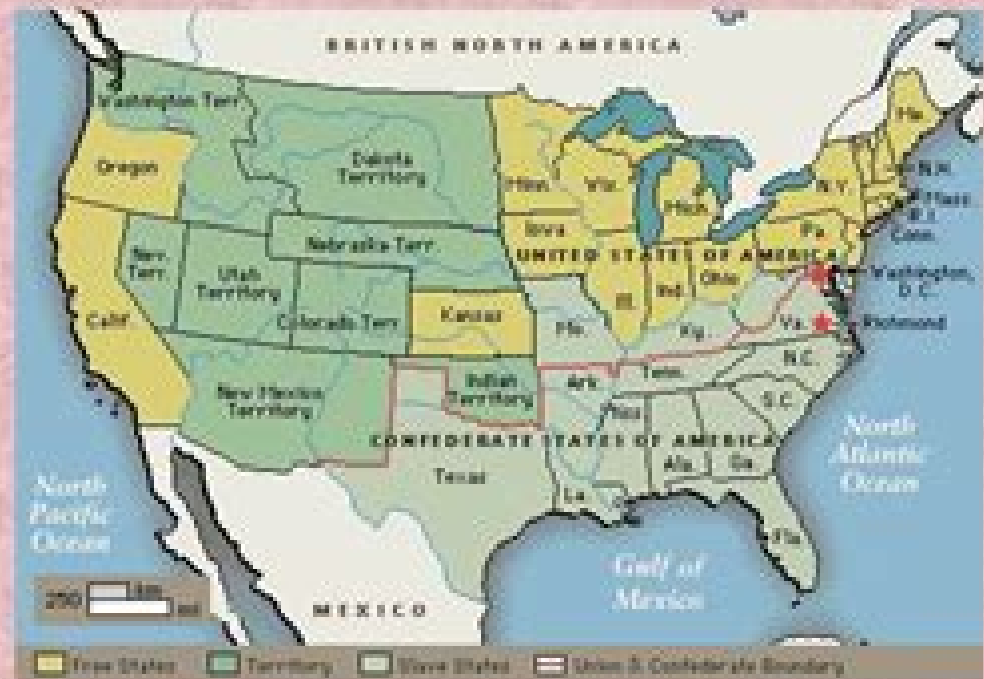 BRITISH NORTH AMERICA
Washington Terr.
Oregon
Dakota
Territory
Minn.
Wis.
Mich.
N.Y.
Me.
N.H.
Mass.
R.I.
Conn.
Iowa
Pa.
Nebraska Terr.
Nev.
Terr.
Utah
Territory
UNITED STATES OF AMERICA
Ill.
Ind.
Ohio
Washington,
D.C.
Calif.
Colorado Terr.
Kansas
Mo.
Ky.
Va.
Richmond
New Mexico
Territory
Indian
Territory
Ark.
Tenn.
N.C.
Miss.
S.C.
CONFEDERATE STATES OF AMERICA
Texas
Ala.
Ga.
La.
Fla.
North
Atlantic
Ocean
North
Pacific
Ocean
Gulf of
Mexico
250
km
mi
MEXICO
Free States
Territory
Slave States
Union & Confederate Boundary